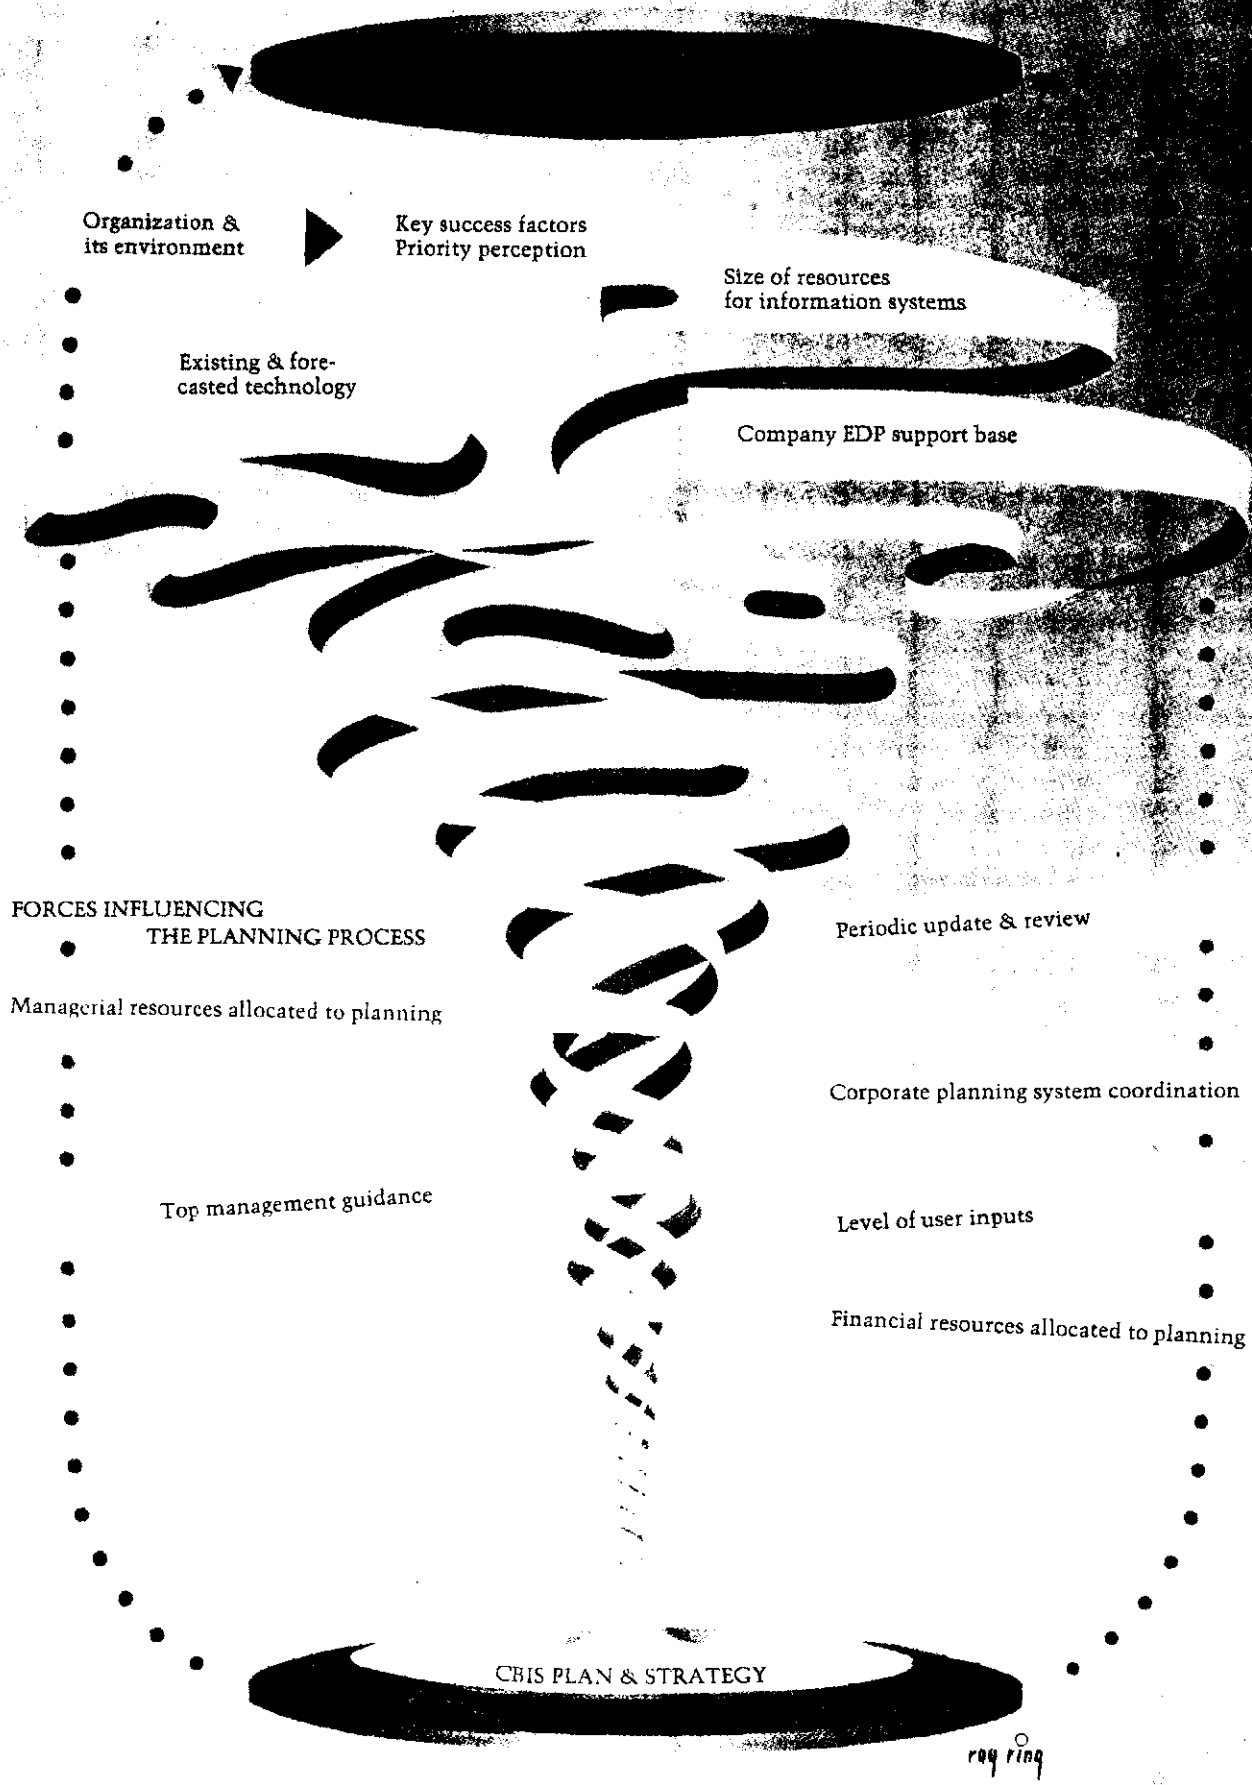 Organization &
its environment
Key success factors
Priority perception
Size of resources
for information systems
Existing & fore-
casted technology
Company EDP support base
FORCES INFLUENCING
THE PLANNING PROCESS
Periodic update & review
Managerial resources allocated to planning
Corporate planning system coordination
Top management guidance
Level of user inputs
Financial resources allocated to planning
CBIS PLAN & STRATEGY
ray ring